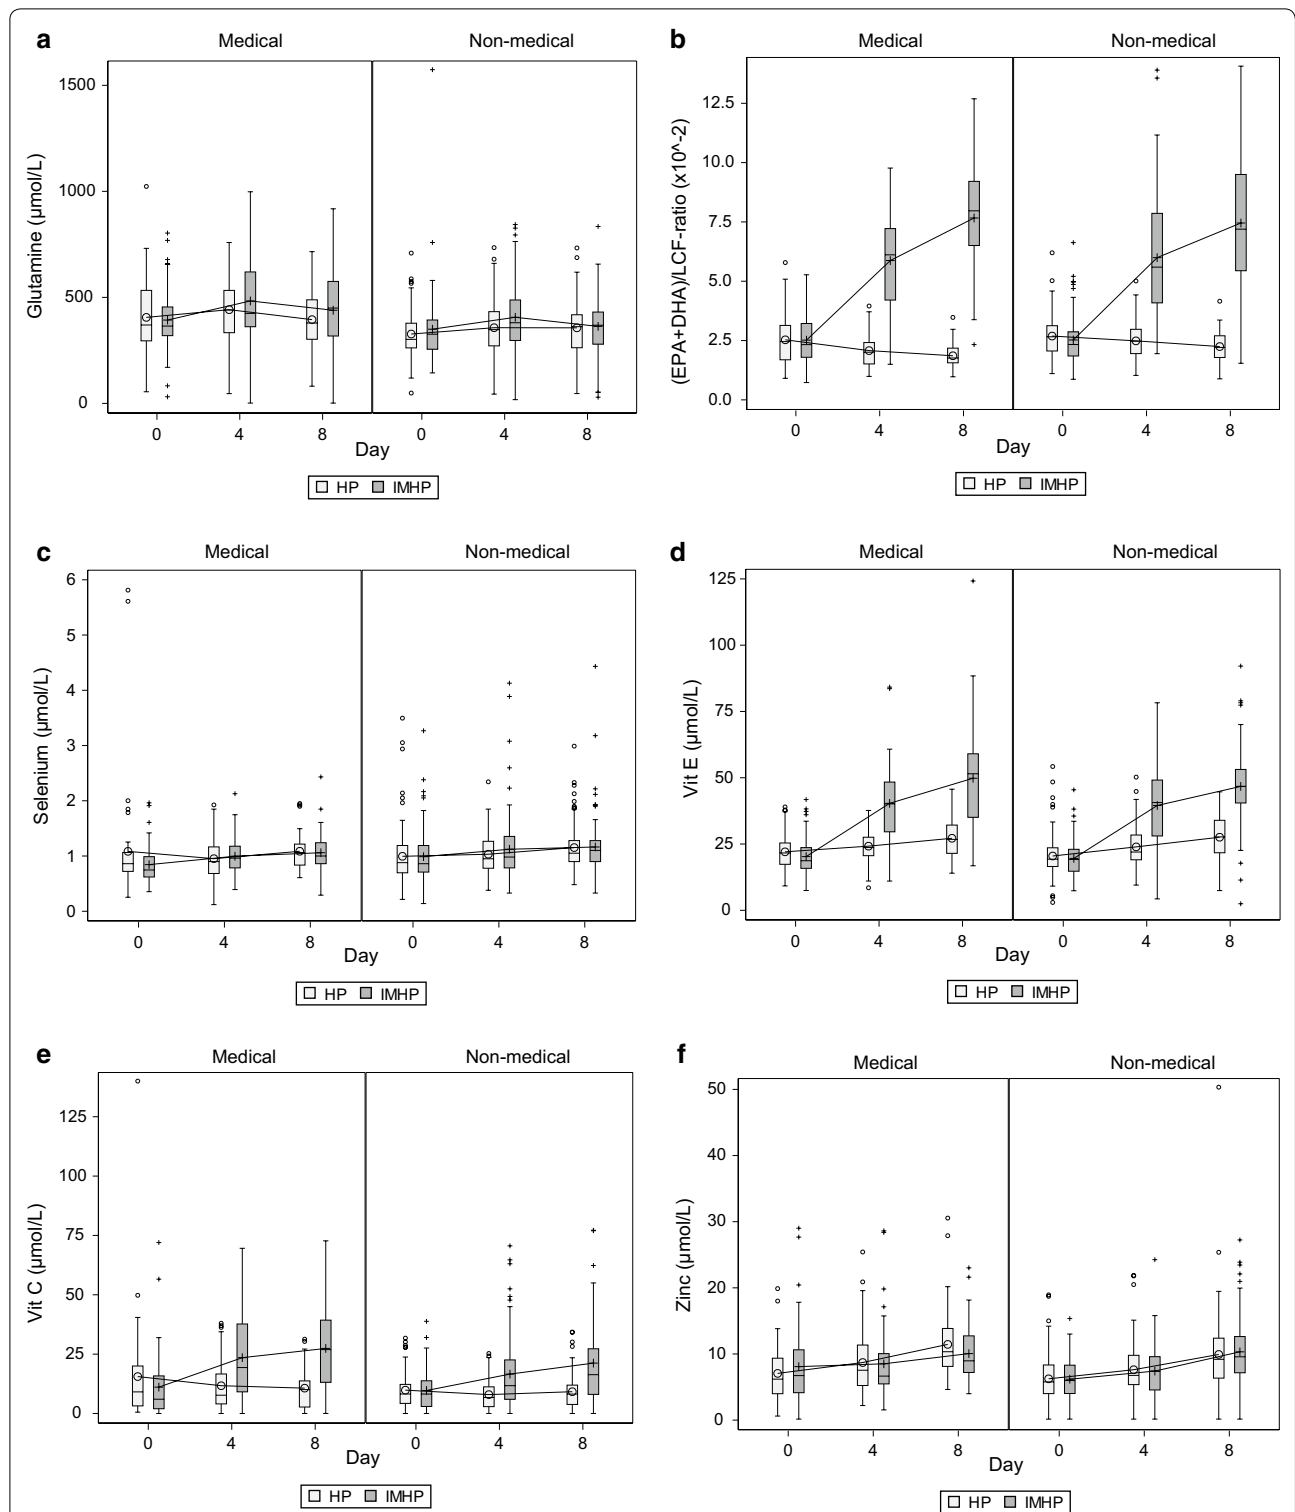 a
Medical Non-medical
1500
1000
500
0
Glutamine (µmol/L)
0 4 8 0 4 8
Day
HP IMHP
b
Medical Non-medical
12.5
10.0
7.5
5.0
2.5
0.0
(EPA+DHA)/LCF-ratio (x10^-2)
0 4 8 0 4 8
Day
HP IMHP
c
Medical Non-medical
6
5
4
3
2
1
0
Selenium (µmol/L)
0 4 8 0 4 8
Day
HP IMHP
d
Medical Non-medical
125
100
75
50
25
0
Vit E (µmol/L)
0 4 8 0 4 8
Day
HP IMHP
e
Medical Non-medical
125
100
75
50
25
0
Vit C (µmol/L)
0 4 8 0 4 8
Day
HP IMHP
f
Medical Non-medical
50
40
30
20
10
0
Zinc (µmol/L)
0 4 8 0 4 8
Day
HP IMHP